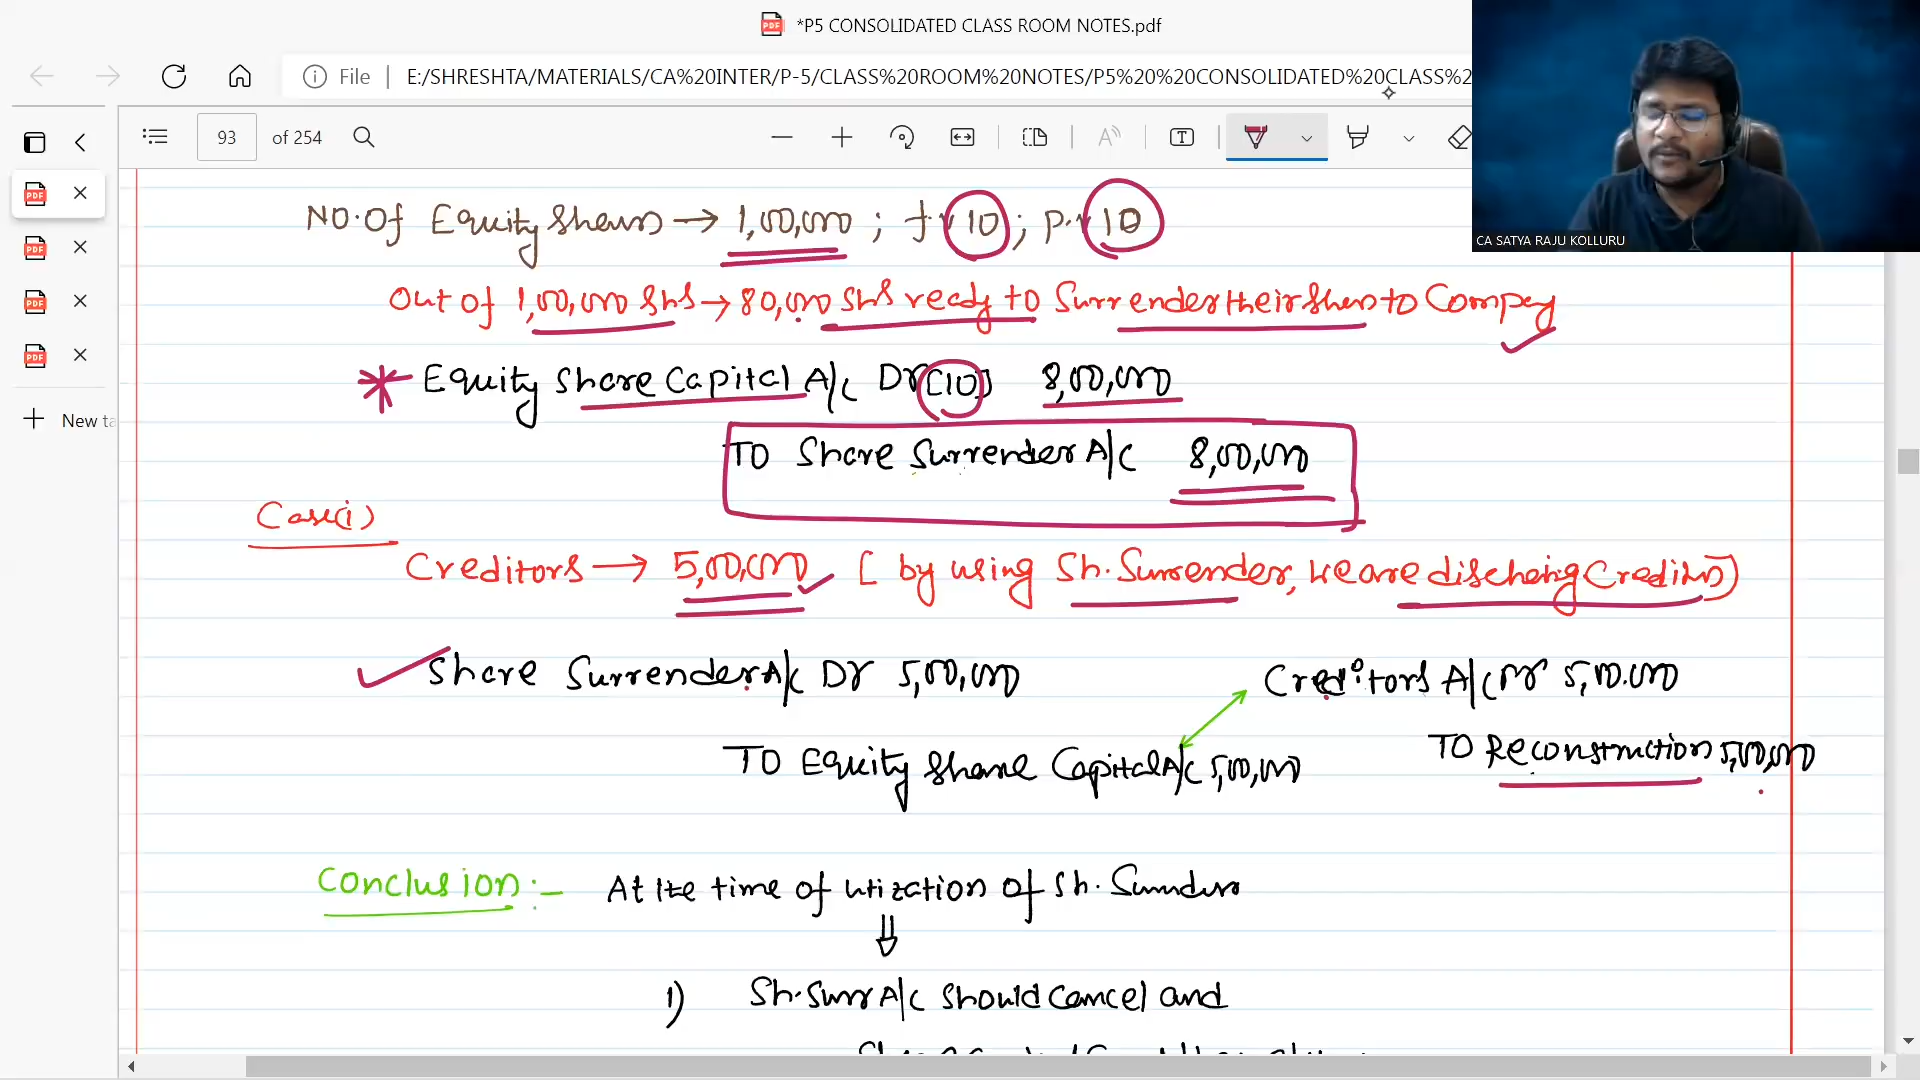 *P5 CONSOLIDATED CLASS ROOM NOTES.pdf
File E:/SHRESHTA/MATERIALS/CA%20INTER/P-5/CLASS%20ROOM%20NOTES/P5%20%20CONSOLIDATED%20CLASS%2
93 of 254
CA SATYA RAJU KOLLURU
New ta
NO. Of Equity Shares → 1,00,000 ; f.v 10 ; P.v 10
Out of 1,00,000 Shs → 80,000 Shs ready to Surrender their Shares to Company
* Equity Share Capital A/c Dr [10] 8,00,000
TO Share Surrender A/c 8,00,000
Case(i)
Creditors → 5,00,000 [ by using Sh. Surrender, we are discharging Creditors)
Share Surrender A/c Dr 5,00,000 Creditors A/c Dr 5,00,000
TO Equity Share Capital A/c 5,00,000 TO Reconstruction 5,00,000
Conclusion :- At the time of utization of Sh. Surrender
1) Sh. Surr A/c Should Cancel and